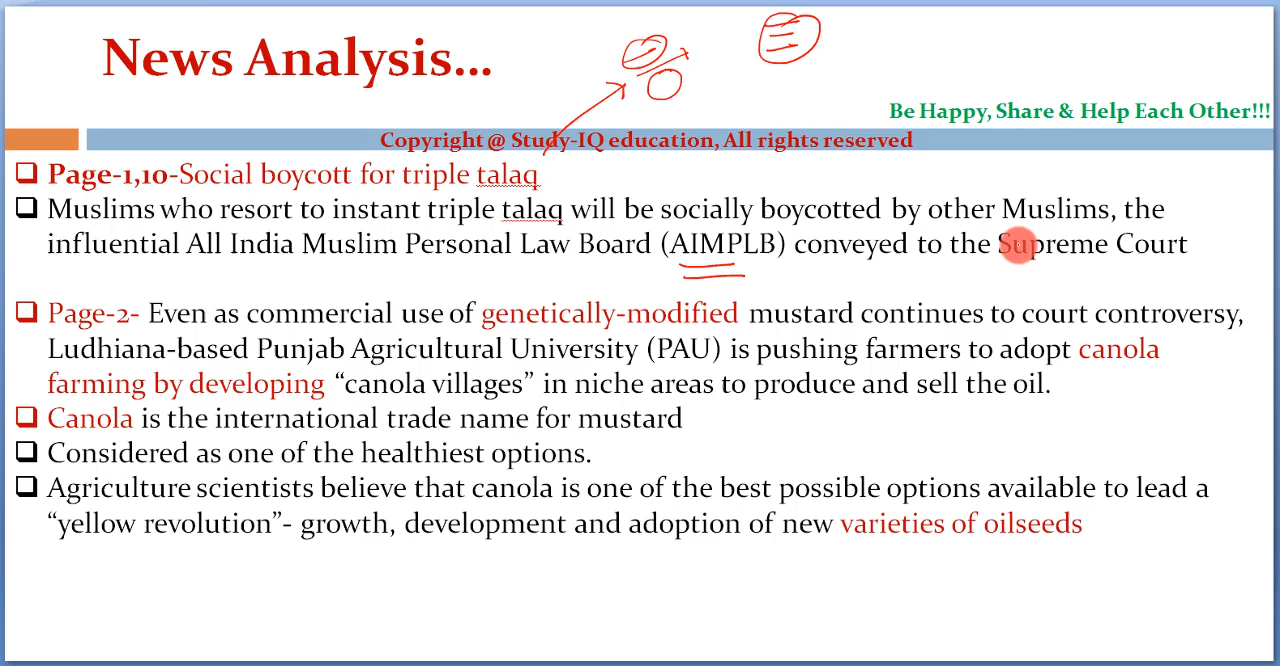 News Analysis...
Be Happy, Share & Help Each Other!!!
Copyright @ Study-IQ education, All rights reserved
Page-1,10-Social boycott for triple talaq
Muslims who resort to instant triple talaq will be socially boycotted by other Muslims, the
influential All India Muslim Personal Law Board (AIMPLB) conveyed to the Supreme Court
Page-2- Even as commercial use of genetically-modified mustard continues to court controversy,
Ludhiana-based Punjab Agricultural University (PAU) is pushing farmers to adopt canola
farming by developing “canola villages” in niche areas to produce and sell the oil.
Canola is the international trade name for mustard
Considered as one of the healthiest options.
Agriculture scientists believe that canola is one of the best possible options available to lead a
“yellow revolution”- growth, development and adoption of new varieties of oilseeds